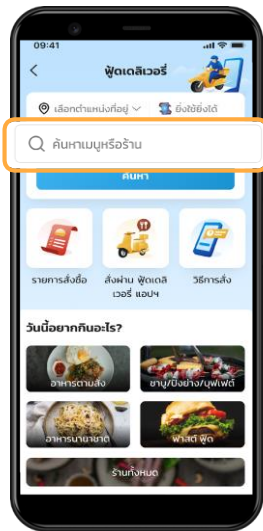 09:41
ฟู้ดเดลิเวอรี่
เลือกตำแหน่งที่อยู่
ยิ่งใช้ยิ่งได้
ค้นหาเมนูหรือร้าน
ค้นหา
รายการสั่งซื้อ
สั่งผ่าน ฟู้ดเดลิ
เวอรี่ แอปฯ
วิธีการสั่ง
วันนี้อยากกินอะไร?
อาหารตามสั่ง
ชาบู/ปิ้งย่าง/บุฟเฟต์
อาหารนานาชาติ
ฟาสต์ ฟู้ด
ร้านทั้งหมด